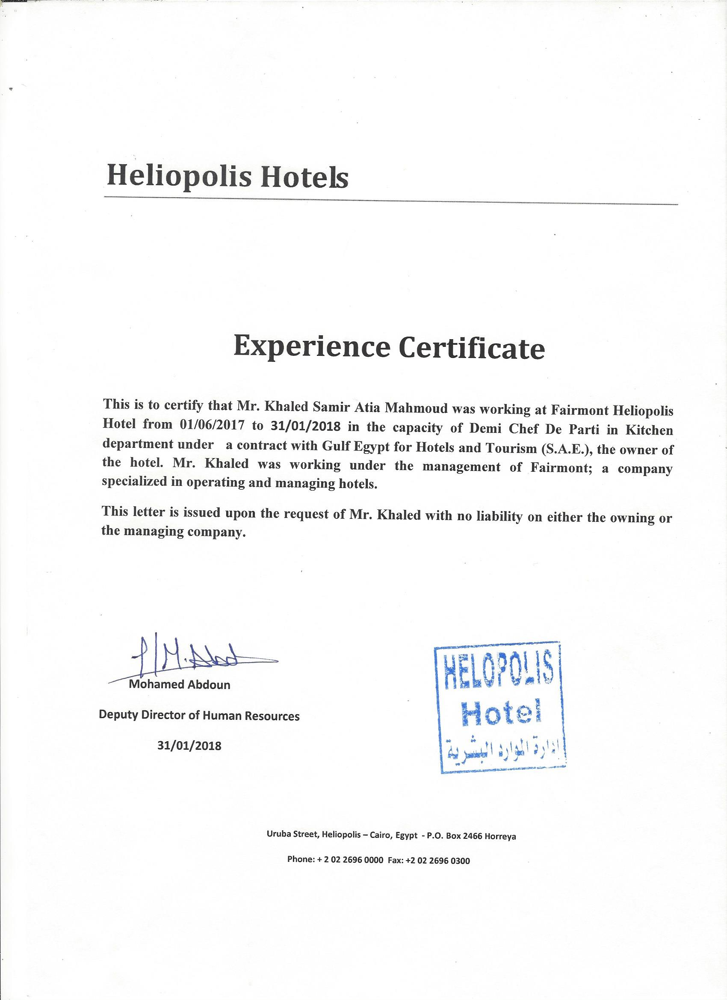 Heliopolis Hotels
Experience Certificate
This is to certify that Mr. Khaled Samir Atia Mahmoud was working at Fairmont Heliopolis
Hotel from 01/06/2017 to 31/01/2018 in the capacity of Demi Chef De Parti in Kitchen
department under a contract with Gulf Egypt for Hotels and Tourism (S.A.E.), the owner of
the hotel. Mr. Khaled was working under the management of Fairmont; a company
specialized in operating and managing hotels.
This letter is issued upon the request of Mr. Khaled with no liability on either the owning or
the managing company.
Mohamed Abdoun
Deputy Director of Human Resources
31/01/2018
HELOPOLIS
Hotel
إدارة الموارد البشرية
Uruba Street, Heliopolis – Cairo, Egypt - P.O. Box 2466 Horreya
Phone: + 2 02 2696 0000 Fax: +2 02 2696 0300